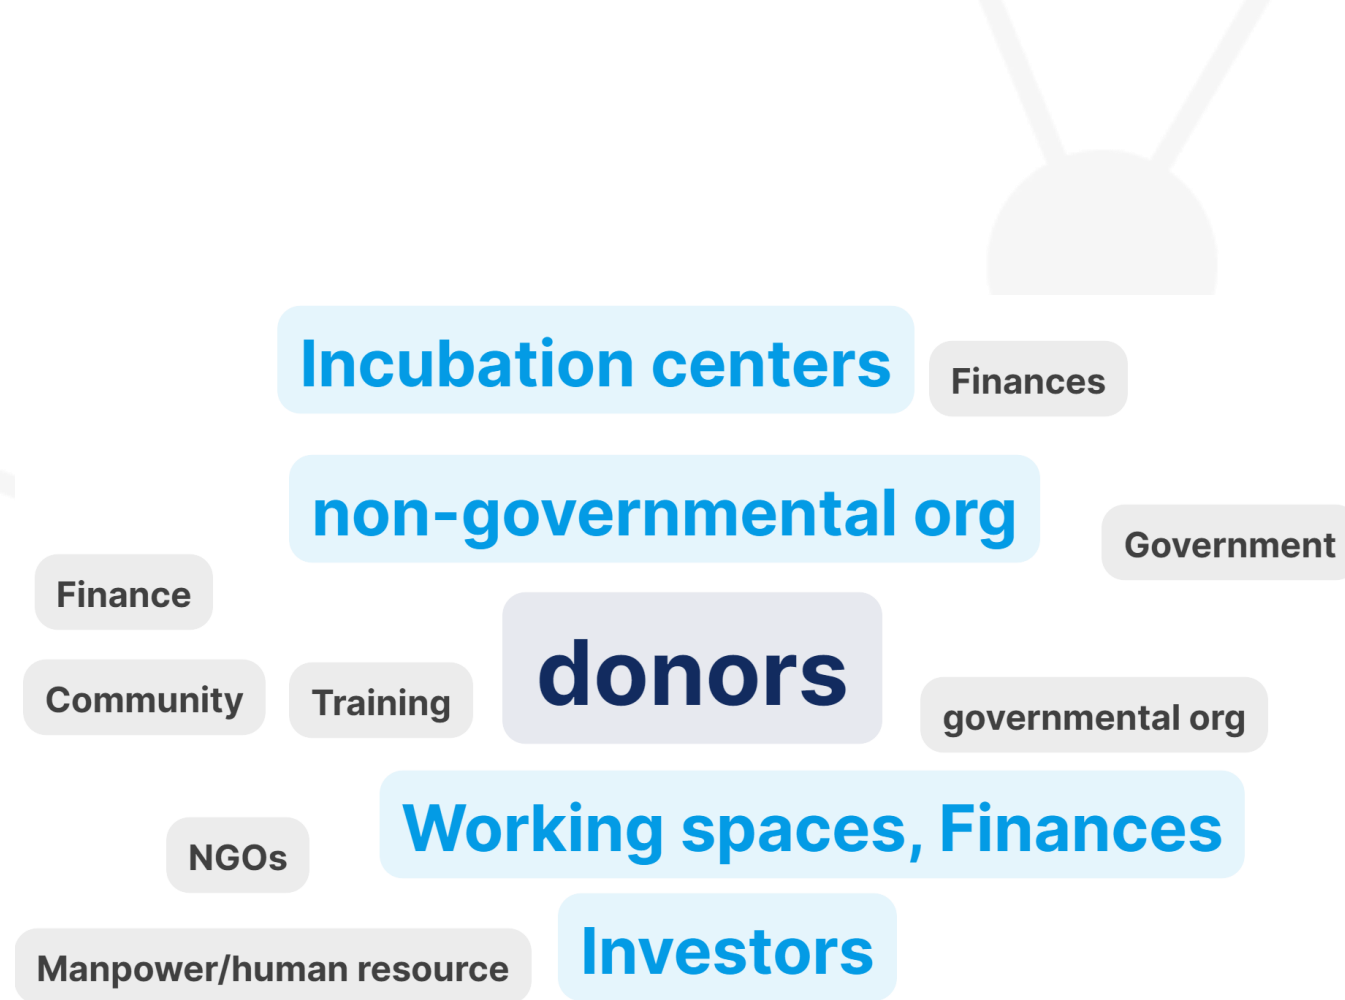 Incubation centers
Finances
non-governmental org
Government
Finance
donors
Community
Training
governmental org
Working spaces, Finances
NGOs
Investors
Manpower/human resource